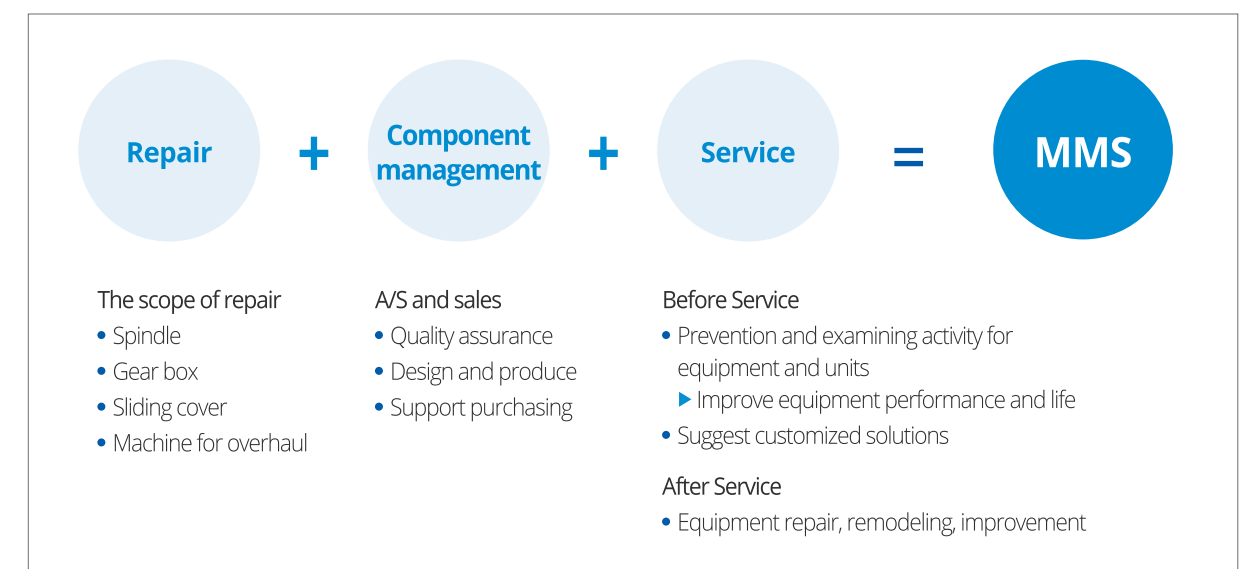 Repair
+
Component
management
+
Service
=
MMS
The scope of repair
• Spindle
• Gear box
• Sliding cover
• Machine for overhaul
A/S and sales
• Quality assurance
• Design and produce
• Support purchasing
Before Service
• Prevention and examining activity for
equipment and units
▶ Improve equipment performance and life
• Suggest customized solutions
After Service
• Equipment repair, remodeling, improvement